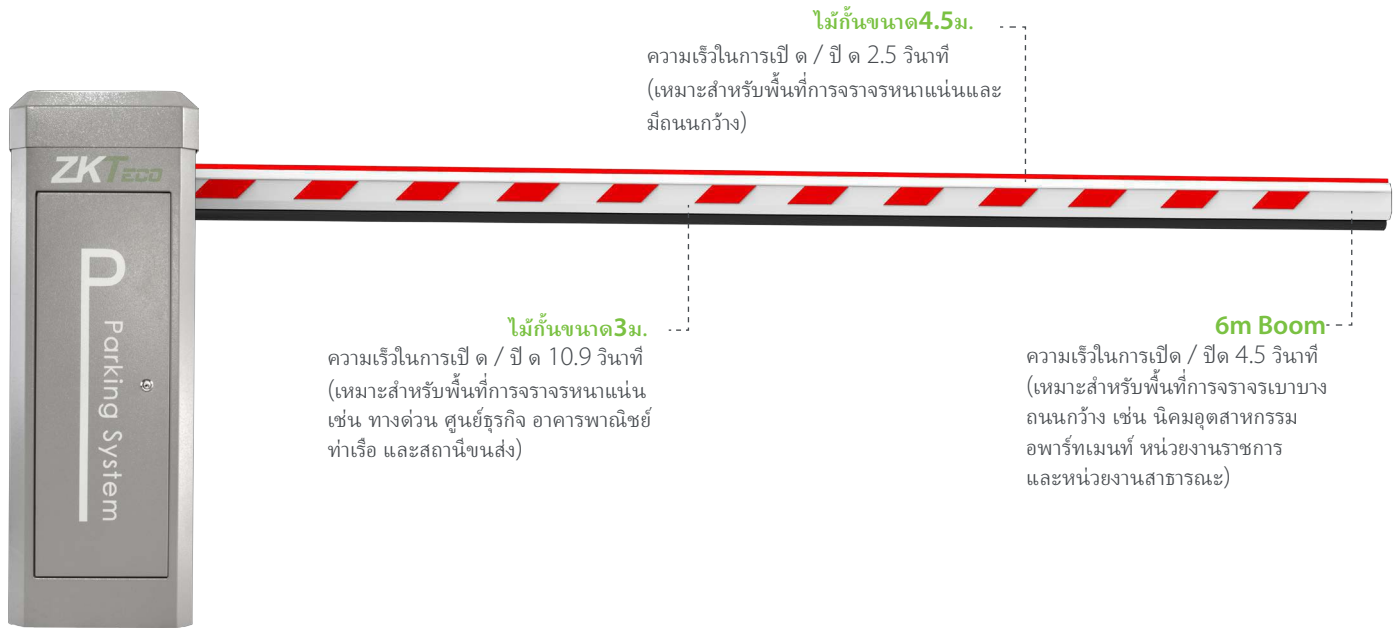 ไม้กั้นขนาด4.5ม.
ความเร็วในการเปิ ด / ปิ ด 2.5 วินาที
(เหมาะสำหรับพื้นที่การจราจรหนาแน่นและ
มีถนนกว้าง)
ZKTECO
P
Parking System
ไม้กั้นขนาด3ม.
ความเร็วในการเปิ ด / ปิ ด 10.9 วินาที
(เหมาะสำหรับพื้นที่การจราจรหนาแน่น
เช่น ทางด่วน ศูนย์ธุรกิจ อาคารพาณิชย์
ท่าเรือ และสถานีขนส่ง)
6m Boom
ความเร็วในการเปิด / ปิด 4.5 วินาที
(เหมาะสำหรับพื้นที่การจราจรเบาบาง
ถนนกว้าง เช่น นิคมอุตสาหกรรม
อพาร์ทเมนท์ หน่วยงานราชการ
และหน่วยงานสาธารณะ)